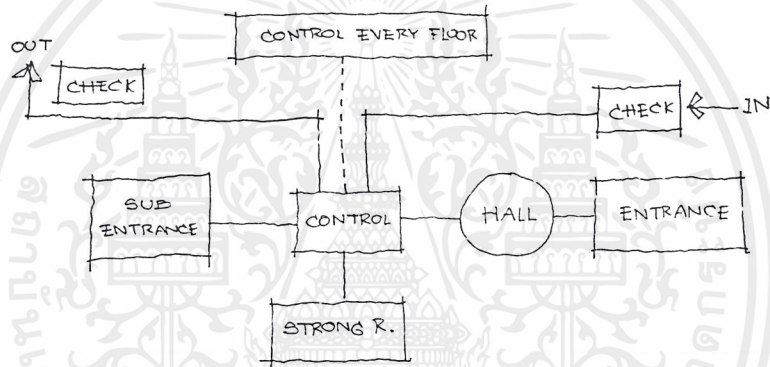 OUT
CONTROL EVERY FLOOR
CHECK
CHECK
IN
SUB
ENTRANCE
CONTROL
HALL
ENTRANCE
STRONG R.